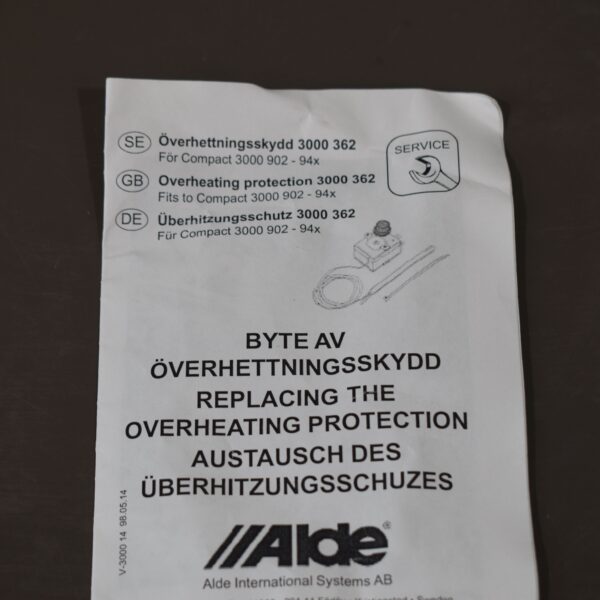 SE Överhettningsskydd 3000 362
För Compact 3000 902 - 94x
SERVICE
GB Overheating protection 3000 362
Fits to Compact 3000 902 - 94x
DE Überhitzungsschutz 3000 362
Für Compact 3000 902 - 94x
BYTE AV
ÖVERHETTNINGSSKYDD
REPLACING THE
OVERHEATING PROTECTION
AUSTAUSCH DES
ÜBERHITZUNGSSCHUZES
V-3000 14 98.05.14
Alde®
Alde International Systems AB